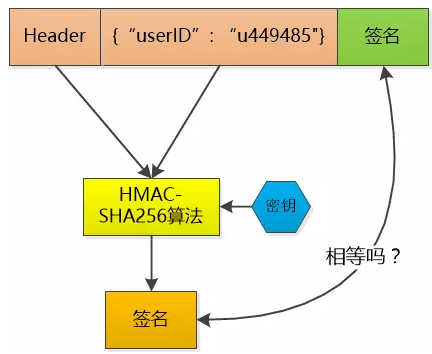 Header
{“userID”: “u449485"}
签名
HMAC-
SHA256算法
密钥
相等吗？
签名